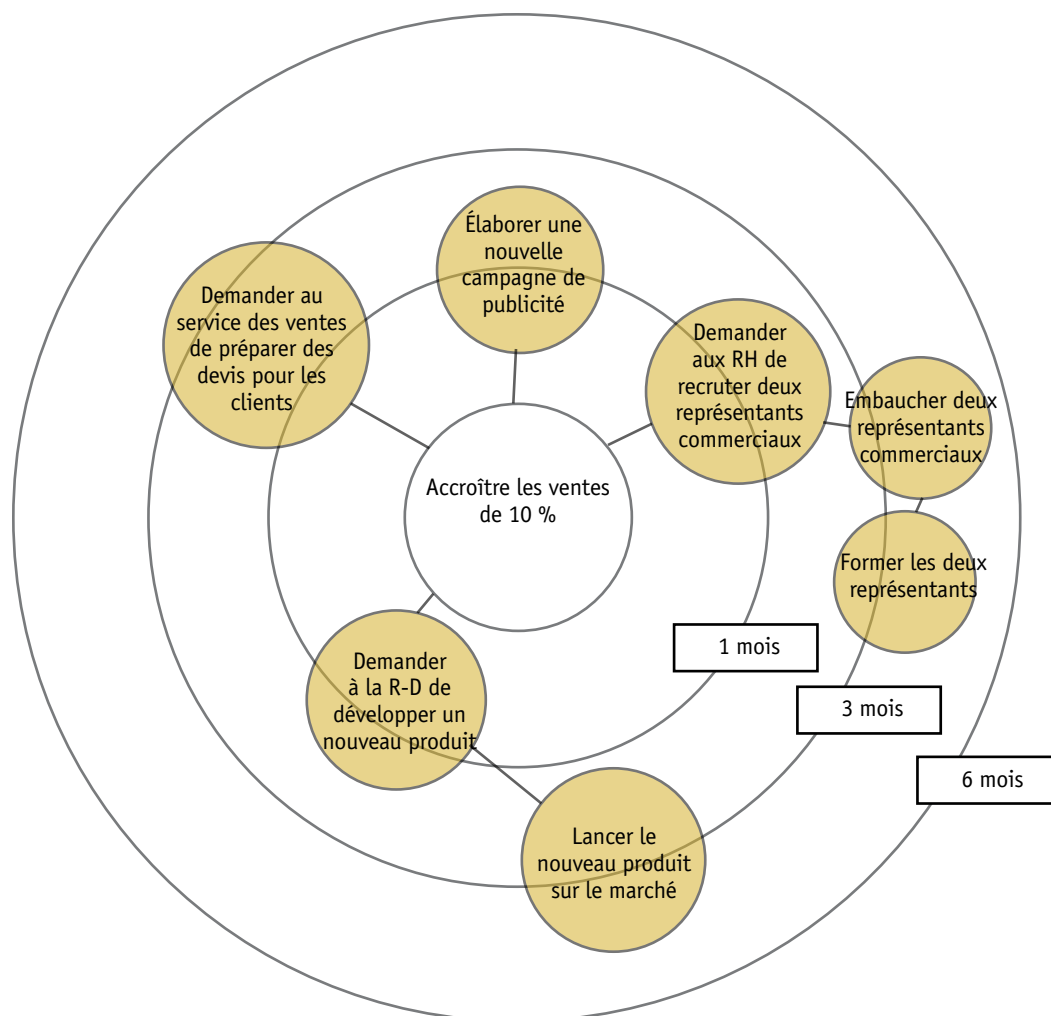 Élaborer une
nouvelle
campagne de
publicité
Demander au
service des ventes
de préparer des
devis pour les
clients
Demander
aux RH de
recruter deux
représentants
commerciaux
Embaucher deux
représentants
commerciaux
Accroître les ventes
de 10 %
Former les deux
représentants
1 mois
Demander
à la R-D de
développer un
nouveau produit
3 mois
6 mois
Lancer le
nouveau produit
sur le marché